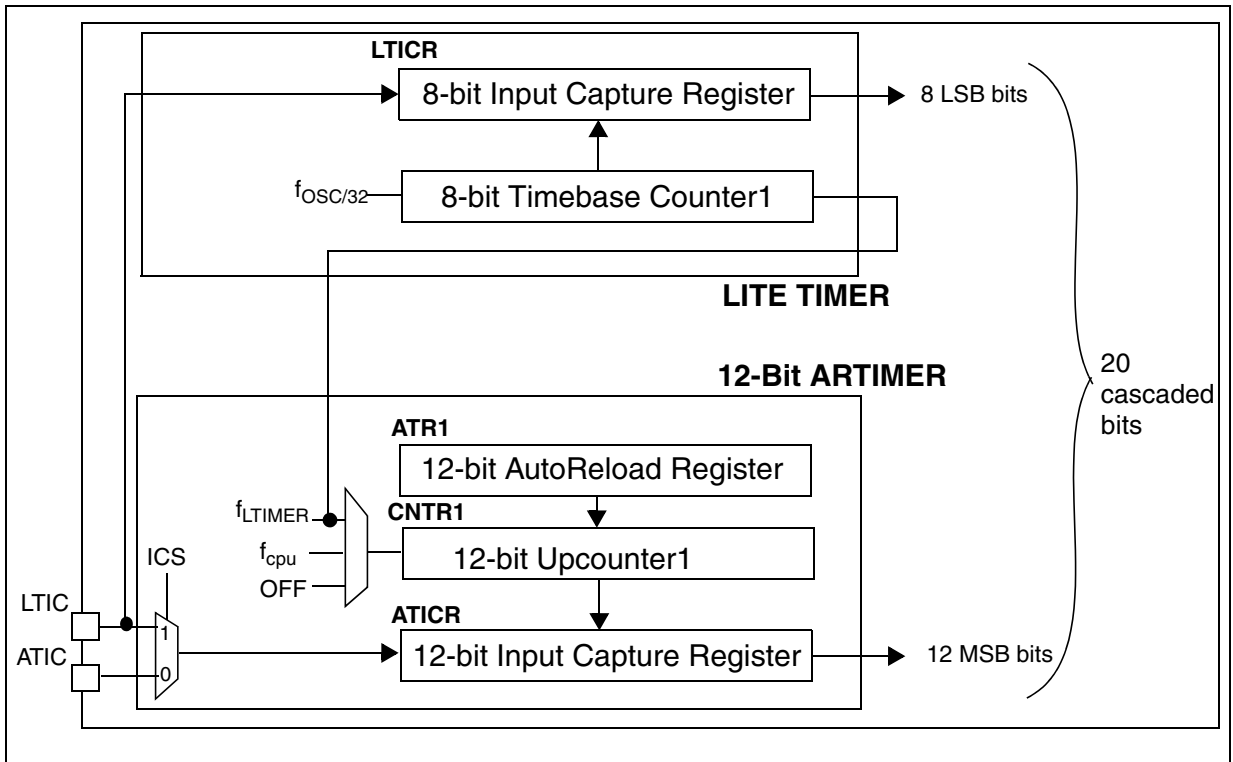 LTICR
8-bit Input Capture Register
8 LSB bits
fOSC/32
8-bit Timebase Counter1
LITE TIMER
20
cascaded
bits
12-Bit ARTIMER
ATR1
12-bit AutoReload Register
fLTIMER
CNTR1
fcpu
12-bit Upcounter1
OFF
ICS
LTIC
1
ATICR
ATIC
0
12-bit Input Capture Register
12 MSB bits